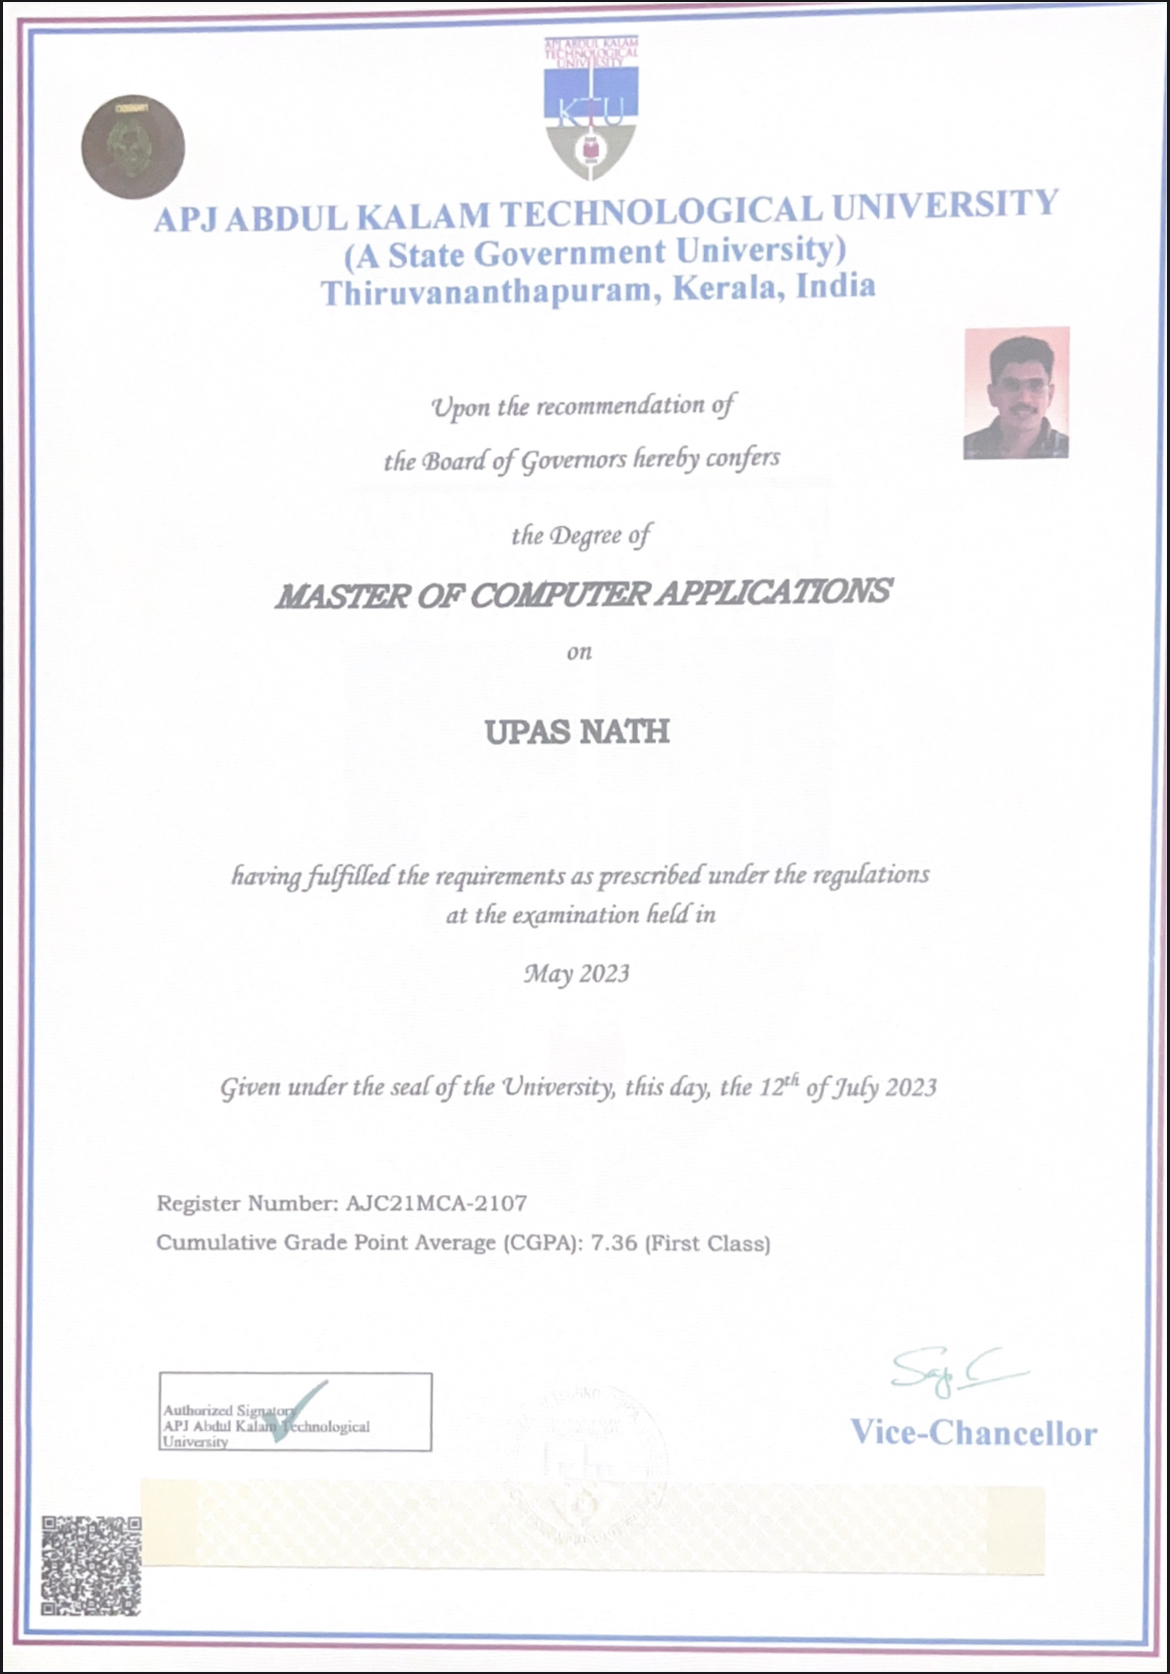 APJ ABDUL KALAM
TECHNOLOGICAL
UNIVERSITY
KTU
APJ ABDUL KALAM TECHNOLOGICAL UNIVERSITY
(A State Government University)
Thiruvananthapuram, Kerala, India
Upon the recommendation of
the Board of Governors hereby confers
the Degree of
MASTER OF COMPUTER APPLICATIONS
on
UPAS NATH
having fulfilled the requirements as prescribed under the regulations
at the examination held in
May 2023
Given under the seal of the University, this day, the 12th of July 2023
Register Number: AJC21MCA-2107
Cumulative Grade Point Average (CGPA): 7.36 (First Class)
Authorized Signatory
APJ Abdul Kalam Technological
University
Vice-Chancellor